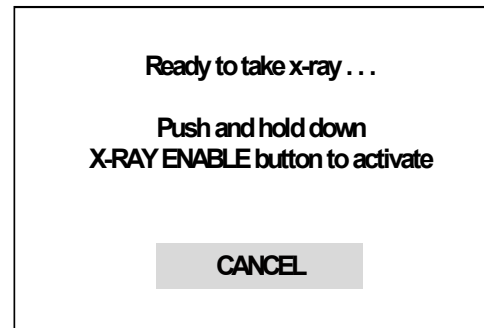 Ready to take x-ray . . .
Push and hold down
X-RAY ENABLE button to activate
CANCEL